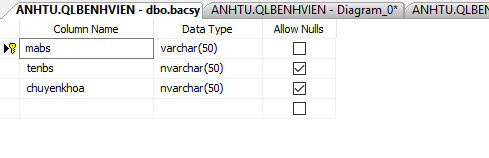 ANHTU.QLBENHVIEN - dbo.bacsy ANHTU.QLBENHVIEN - Diagram_0* ANHTU.QLBEN
Column Name Data Type Allow Nulls
mabs varchar(50)
tenbs nvarchar(50)
chuyenkhoa nvarchar(50)